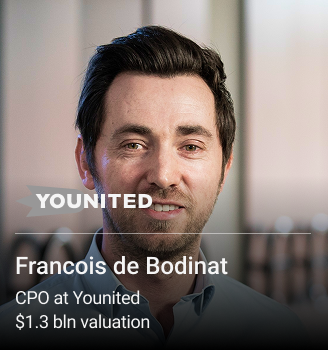 YOUNITED
Francois de Bodinat
CPO at Younited
$1.3 bln valuation